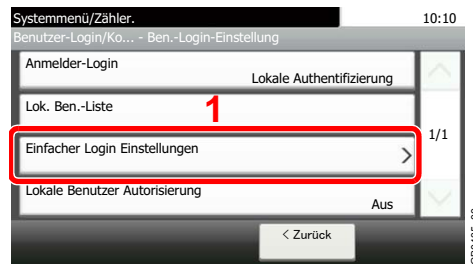 Systemmenü/Zähler.
10:10
Benutzer-Login/Ko... - Ben.-Login-Einstellung
Anmelder-Login
Lokale Authentifizierung
Lok. Ben.-Liste
1
Einfacher Login Einstellungen
1/1
Lokale Benutzer Autorisierung
Aus
< Zurück